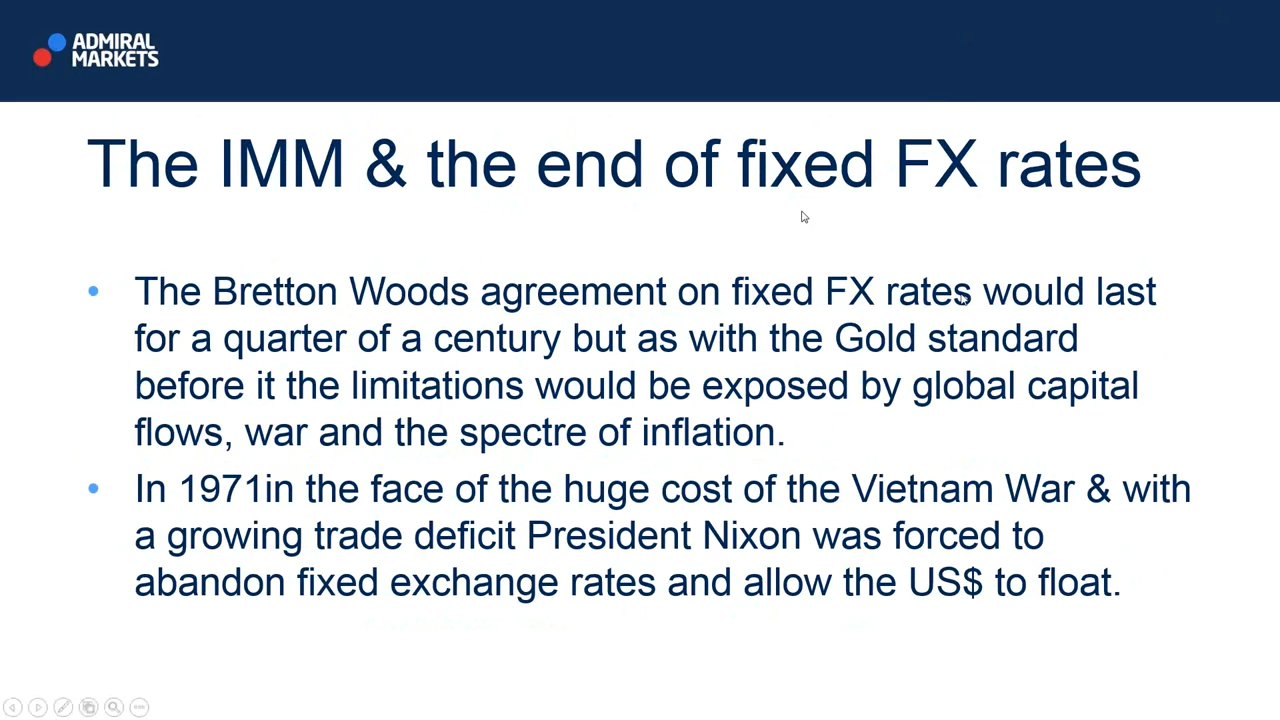 ADMIRAL
MARKETS
The IMM & the end of fixed FX rates
• The Bretton Woods agreement on fixed FX rates would last
for a quarter of a century but as with the Gold standard
before it the limitations would be exposed by global capital
flows, war and the spectre of inflation.
• In 1971in the face of the huge cost of the Vietnam War & with
a growing trade deficit President Nixon was forced to
abandon fixed exchange rates and allow the US$ to float.